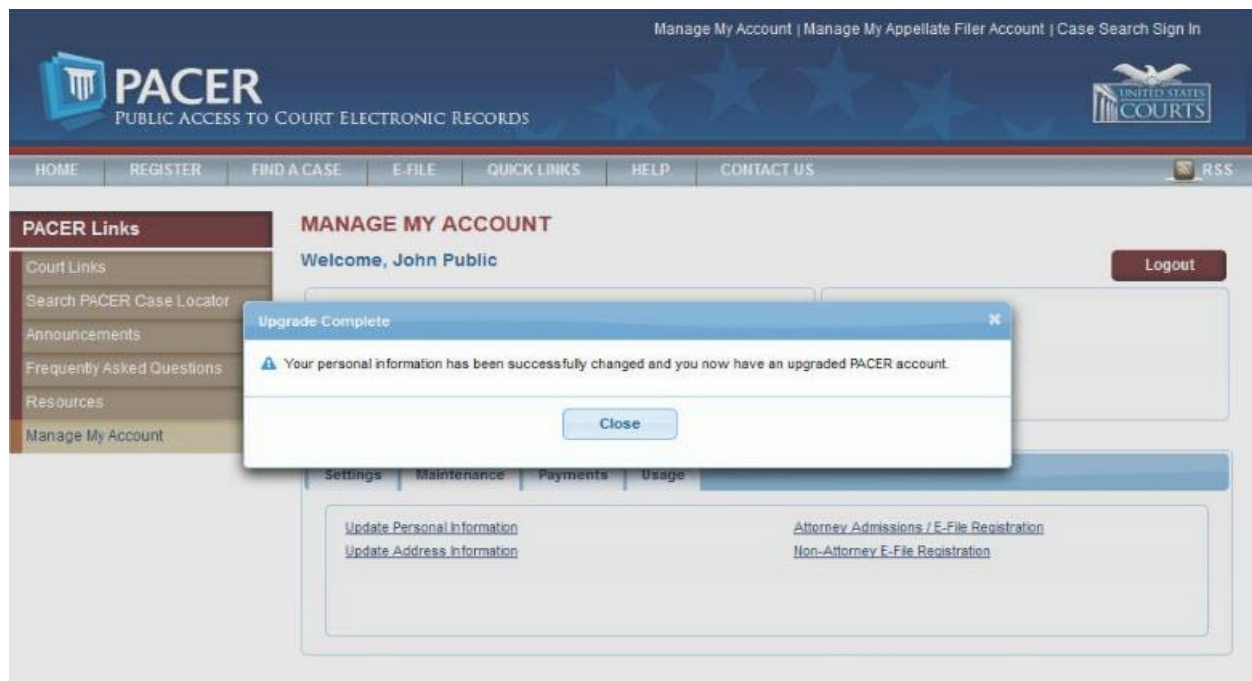 Manage My Account | Manage My Appellate Filer Account | Case Search Sign In
PACER
PUBLIC ACCESS TO COURT ELECTRONIC RECORDS
UNITED STATES
COURTS
HOME REGISTER FIND A CASE E-FILE QUICK LINKS HELP CONTACT US RSS
PACER Links
Court Links
Search PACER Case Locator
Announcements
Frequently Asked Questions
Resources
Manage My Account
MANAGE MY ACCOUNT
Welcome, John Public
Logout
Upgrade Complete
Your personal information has been successfully changed and you now have an upgraded PACER account.
Close
Settings Maintenance Payments Usage
Update Personal Information Attorney Admissions / E-File Registration
Update Address Information Non-Attorney E-File Registration